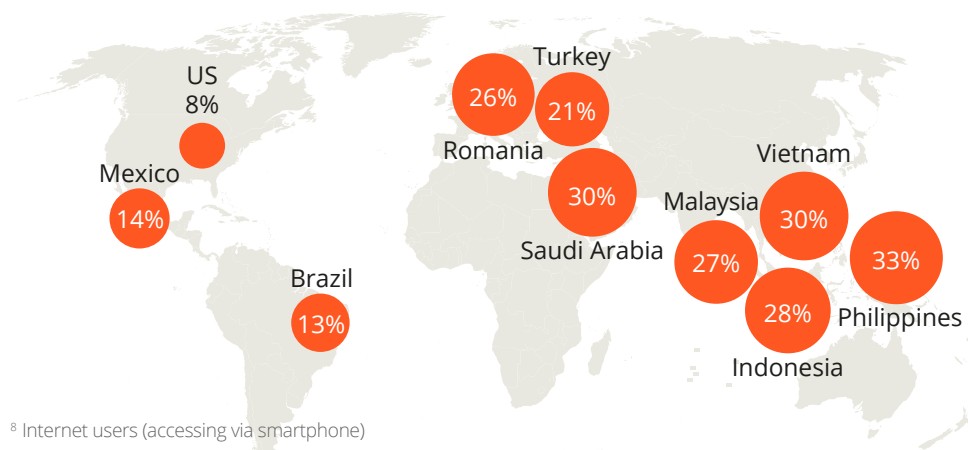 US
8%
Mexico
14%
Brazil
13%
26%
Romania
Turkey
21%
30%
Saudi Arabia
Malaysia
27%
Vietnam
30%
28%
Indonesia
33%
Philippines
⁸ Internet users (accessing via smartphone)